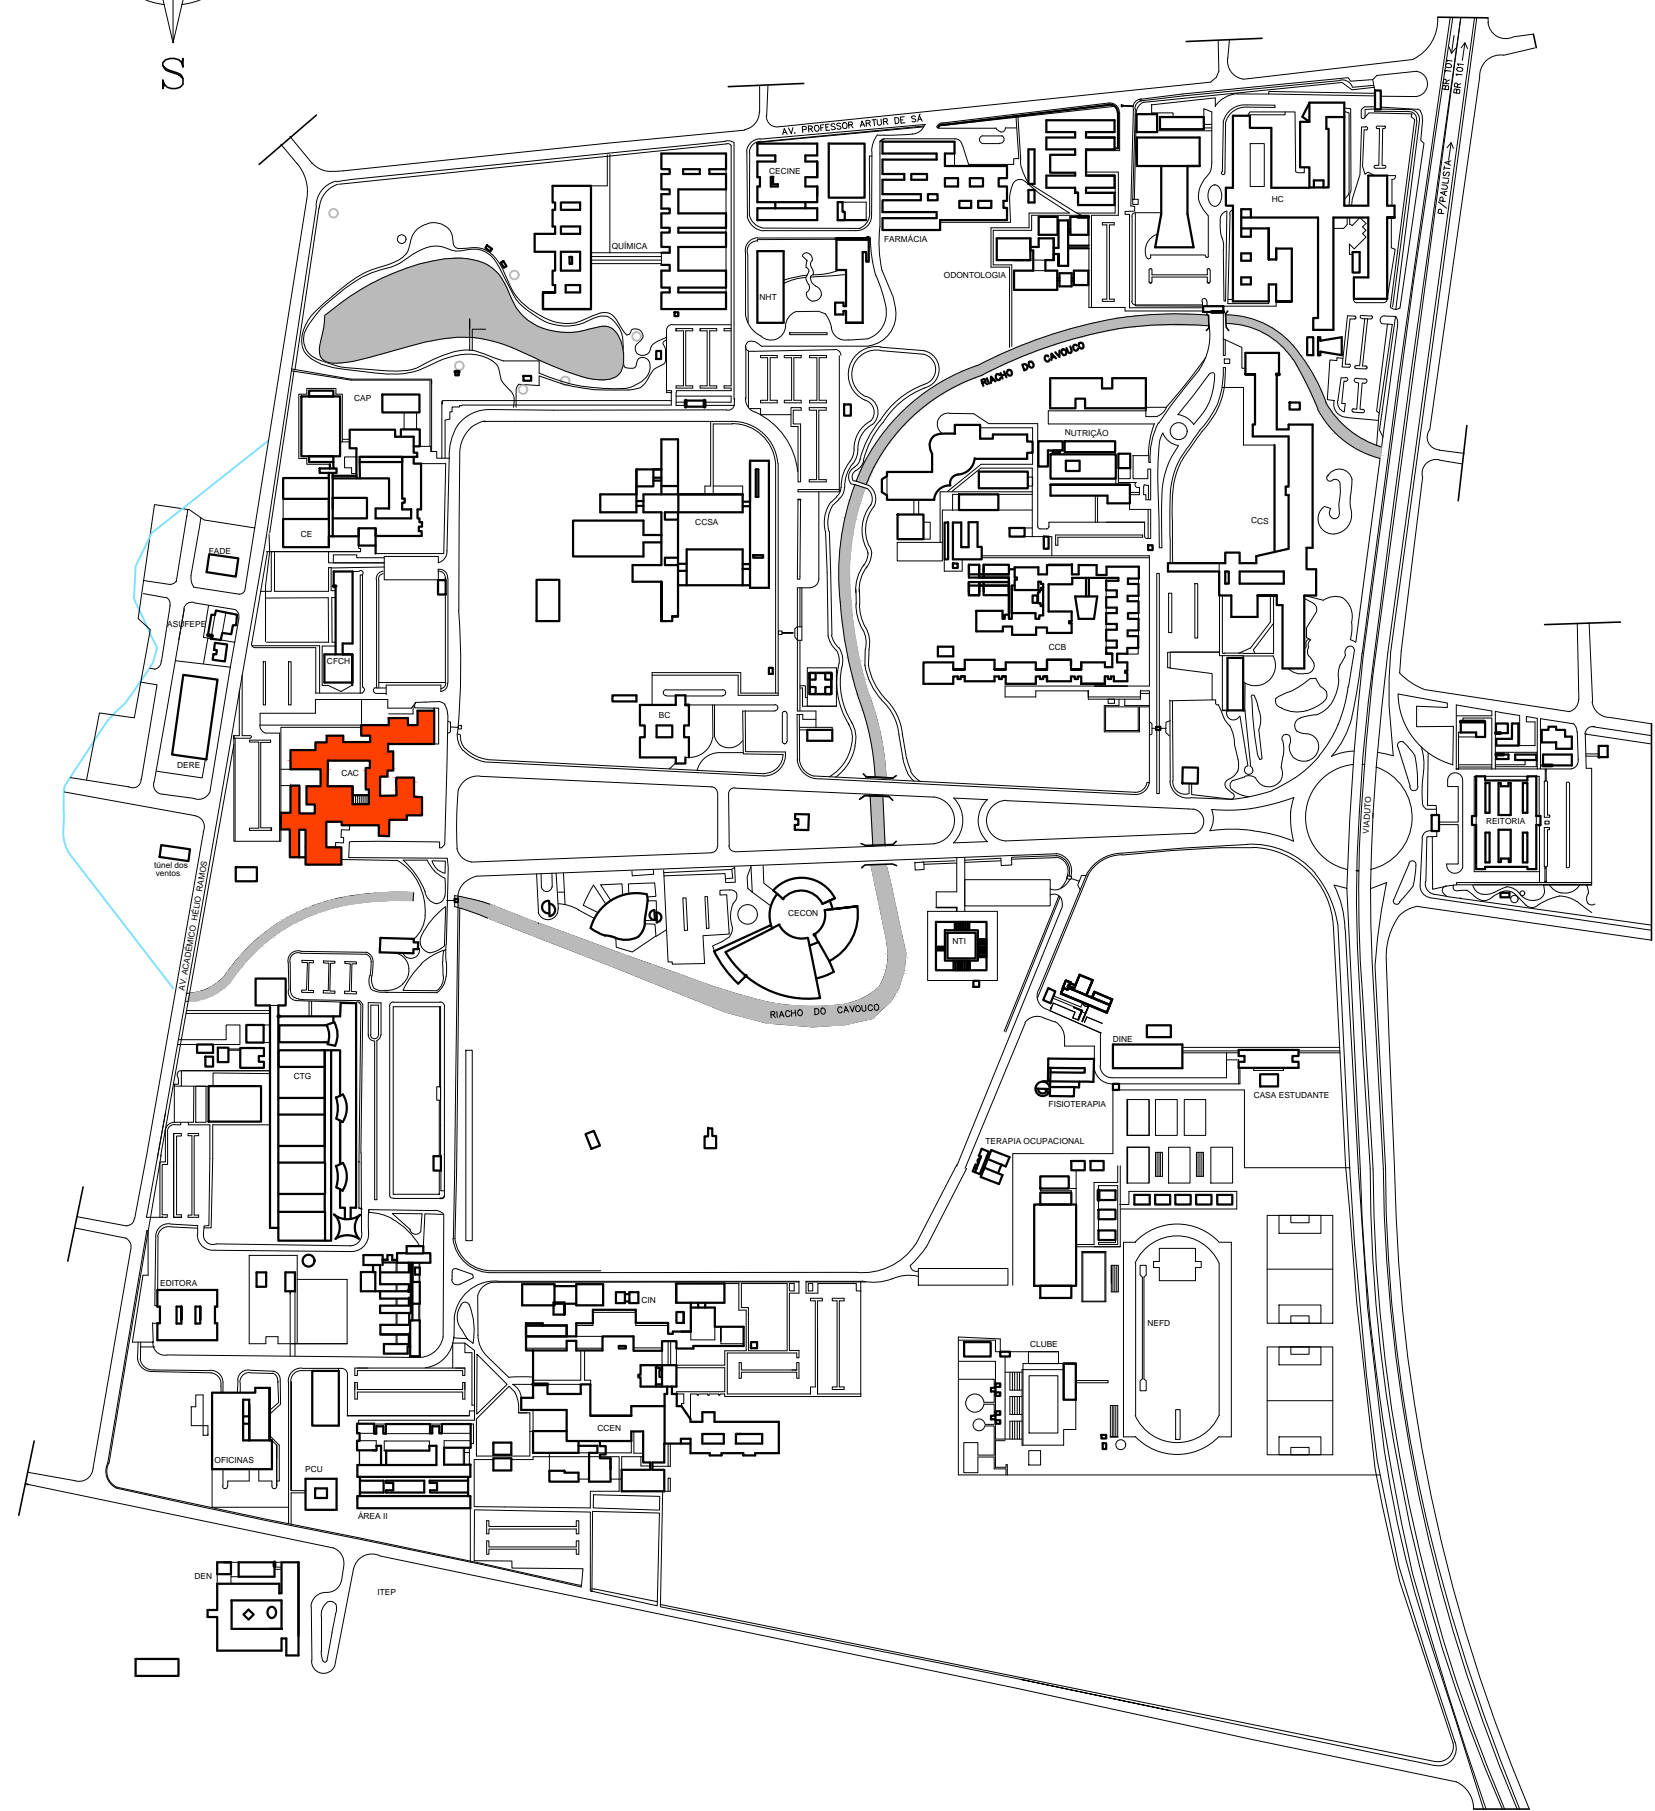 S
BR 101
BR 101
P/PAULISTA
AV. PROFESSOR ARTUR DE SÁ
CECINE
HC
FARMÁCIA
QUÍMICA
ODONTOLOGIA
NHT
RIACHO DO CAVOUCO
CAP
NUTRIÇÃO
CCSA
CCS
CE
FADE
ASUFEPE
CFCH
CCB
BC
DERE
CAC
VIADUTO
REITORIA
túnel dos
ventos
AV. ACADÊMICO HÉLIO RAMOS
CECON
NTI
RIACHO DO CAVOUCO
DINE
CTG
CASA ESTUDANTE
FISIOTERAPIA
TERAPIA OCUPACIONAL
EDITORA
CIN
NEFD
CLUBE
CCEN
OFICINAS
PCU
ÁREA II
DEN
ITEP